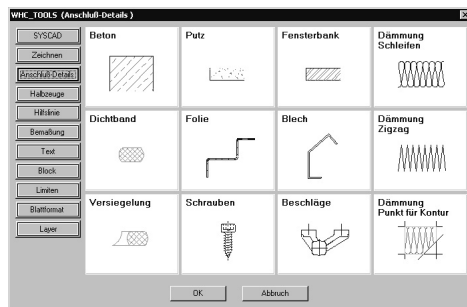 WHC_TOOLS (Anschluß-Details )
SYSCAD
Zeichnen
Anschluß-Details
Halbzeuge
Hilfslinie
Bemaßung
Text
Block
Limiten
Blattformat
Layer
Beton
Putz
Fensterbank
Dämmung
Schleifen
Dichtband
Folie
Blech
Dämmung
Zigzag
Versiegelung
Schrauben
Beschläge
Dämmung
Punkt für Kontur
OK
Abbruch